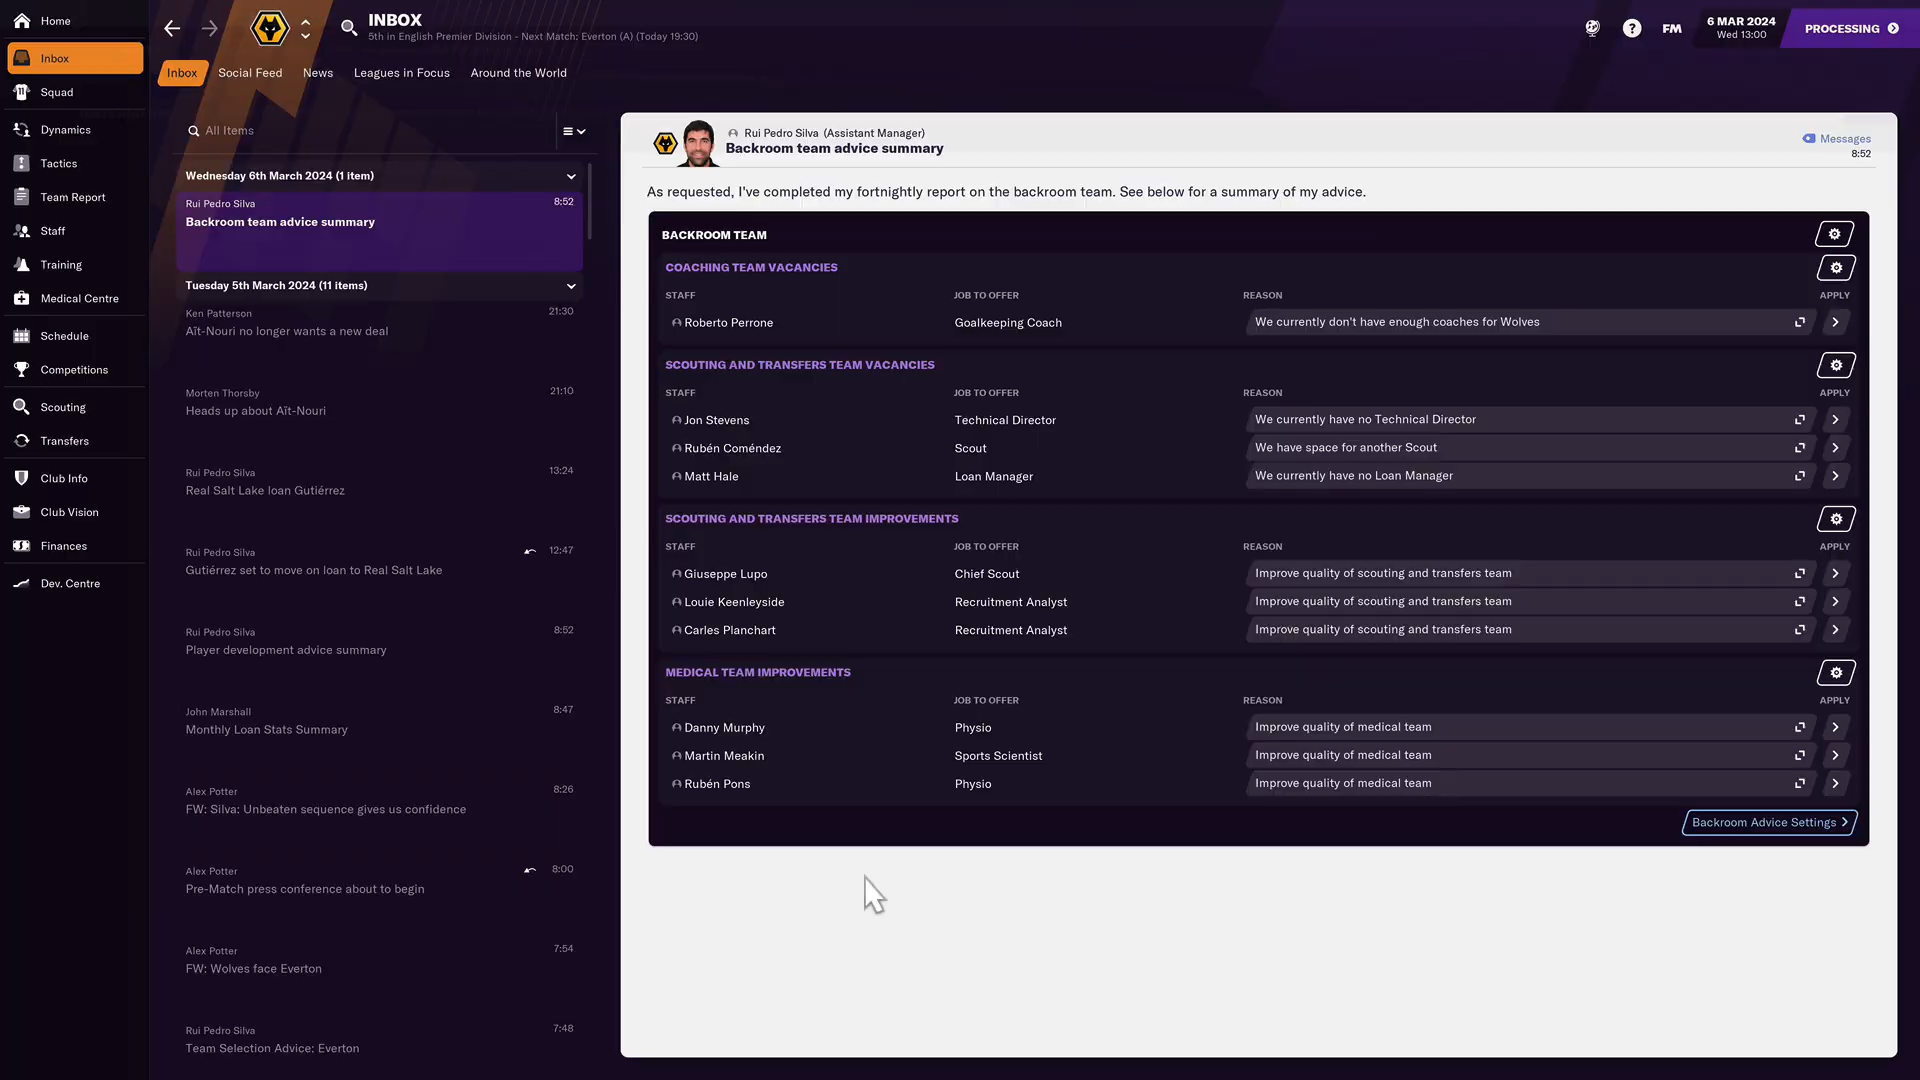 Home
Inbox
Squad
Dynamics
Tactics
Team Report
Staff
Training
Medical Centre
Schedule
Competitions
Scouting
Transfers
Club Info
Club Vision
Finances
Dev. Centre
INBOX
5th in English Premier Division - Next Match: Everton (A) (Today 19:30)
FM
6 MAR 2024
Wed 13:00
PROCESSING
Inbox Social Feed News Leagues in Focus Around the World
All Items
Wednesday 6th March 2024 (1 item)
Rui Pedro Silva 8:52
Backroom team advice summary
Tuesday 5th March 2024 (11 items)
Ken Patterson 21:30
Aït-Nouri no longer wants a new deal
Morten Thorsby 21:10
Heads up about Aït-Nouri
Rui Pedro Silva 13:24
Real Salt Lake loan Gutiérrez
Rui Pedro Silva 12:47
Gutiérrez set to move on loan to Real Salt Lake
Rui Pedro Silva 8:52
Player development advice summary
John Marshall 8:47
Monthly Loan Stats Summary
Alex Potter 8:26
FW: Silva: Unbeaten sequence gives us confidence
Alex Potter 8:00
Pre-Match press conference about to begin
Alex Potter 7:54
FW: Wolves face Everton
Rui Pedro Silva 7:48
Team Selection Advice: Everton
Rui Pedro Silva (Assistant Manager)
Backroom team advice summary
Messages
8:52
As requested, I've completed my fortnightly report on the backroom team. See below for a summary of my advice.
BACKROOM TEAM
COACHING TEAM VACANCIES
STAFF JOB TO OFFER REASON APPLY
Roberto Perrone Goalkeeping Coach We currently don't have enough coaches for Wolves
SCOUTING AND TRANSFERS TEAM VACANCIES
STAFF JOB TO OFFER REASON APPLY
Jon Stevens Technical Director We currently have no Technical Director
Rubén Coméndez Scout We have space for another Scout
Matt Hale Loan Manager We currently have no Loan Manager
SCOUTING AND TRANSFERS TEAM IMPROVEMENTS
STAFF JOB TO OFFER REASON APPLY
Giuseppe Lupo Chief Scout Improve quality of scouting and transfers team
Louie Keenleyside Recruitment Analyst Improve quality of scouting and transfers team
Carles Planchart Recruitment Analyst Improve quality of scouting and transfers team
MEDICAL TEAM IMPROVEMENTS
STAFF JOB TO OFFER REASON APPLY
Danny Murphy Physio Improve quality of medical team
Martin Meakin Sports Scientist Improve quality of medical team
Rubén Pons Physio Improve quality of medical team
Backroom Advice Settings